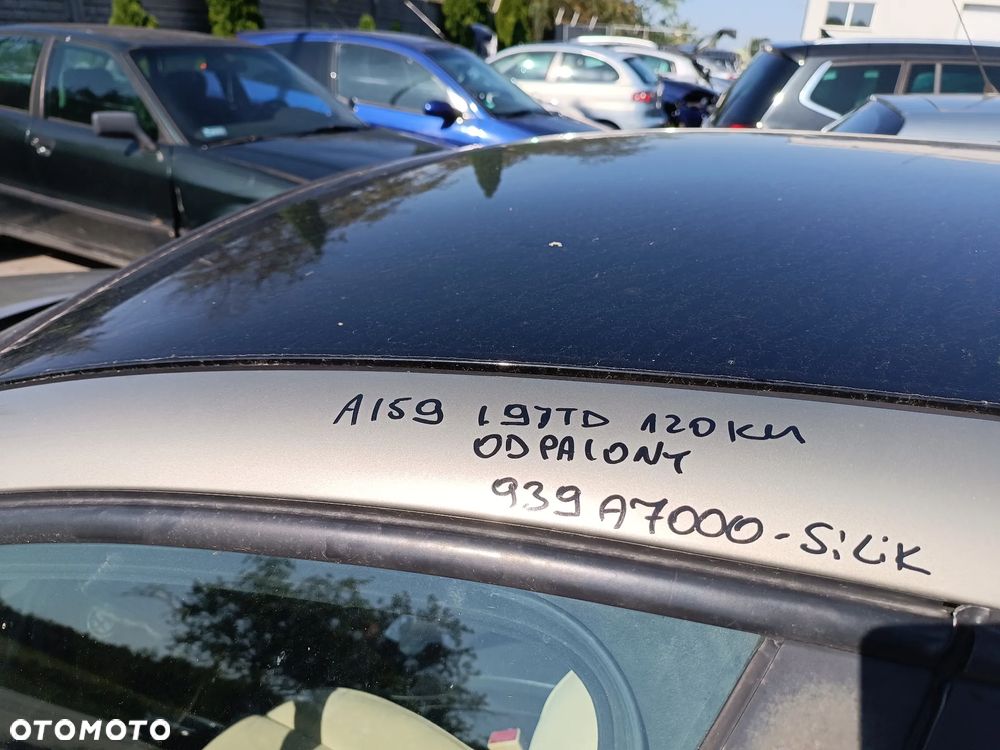 A159 1.9JTD 120KM
ODPALONY
939A7000-SiLiK
OTOMOTO